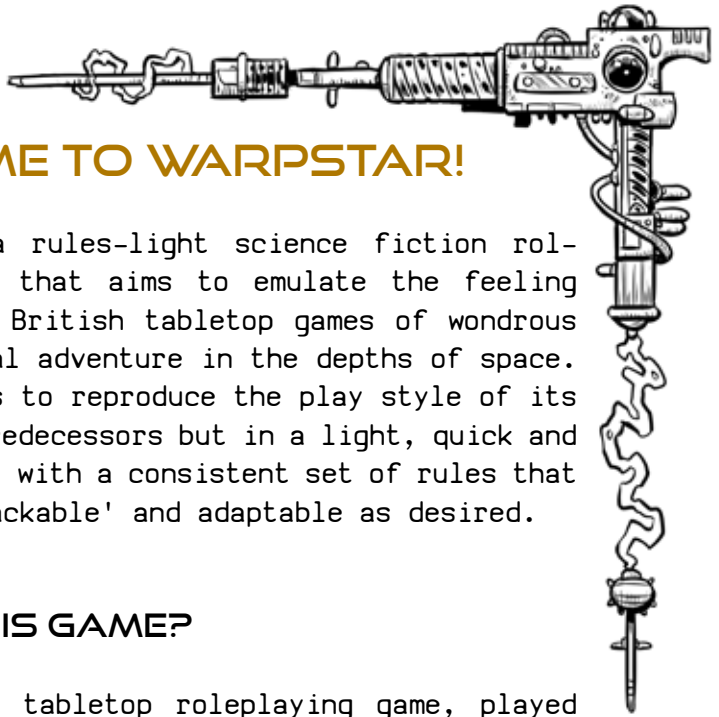 ME TO WARPSTAR!
a rules-light science fiction rol-
that aims to emulate the feeling
British tabletop games of wondrous
al adventure in the depths of space.
s to reproduce the play style of its
redecessors but in a light, quick and
with a consistent set of rules that
ackable' and adaptable as desired.
IS GAME?
tabletop roleplaying game, played